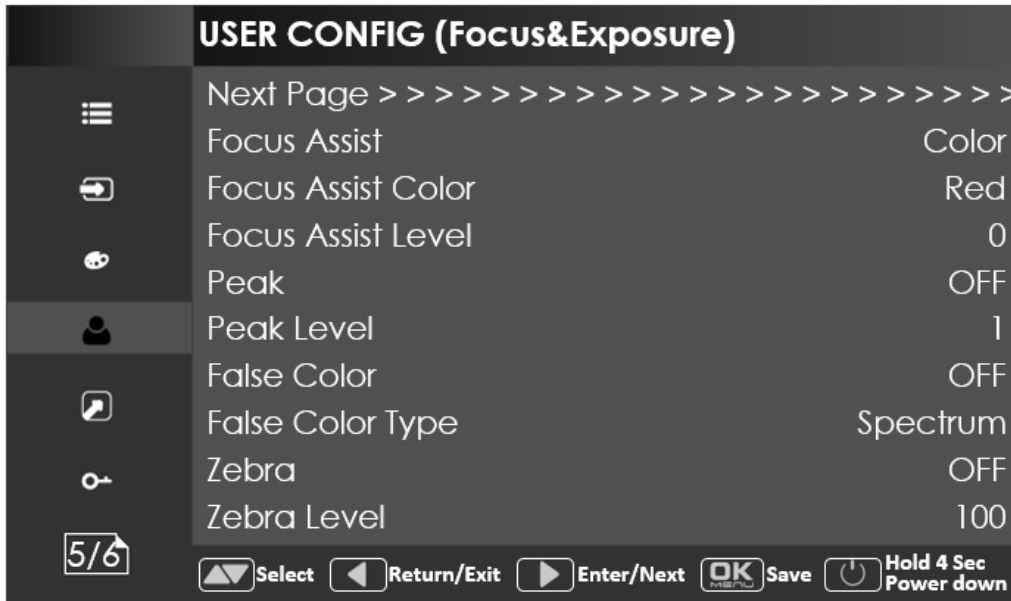 USER CONFIG (Focus&Exposure)
Next Page > > > > > > > > > > > > > > > > > > > > > > >
Focus Assist Color
Focus Assist Color Red
Focus Assist Level 0
Peak OFF
Peak Level 1
False Color OFF
False Color Type Spectrum
Zebra OFF
Zebra Level 100
5/6
Select Return/Exit Enter/Next OK MENU Save Hold 4 Sec
Power down